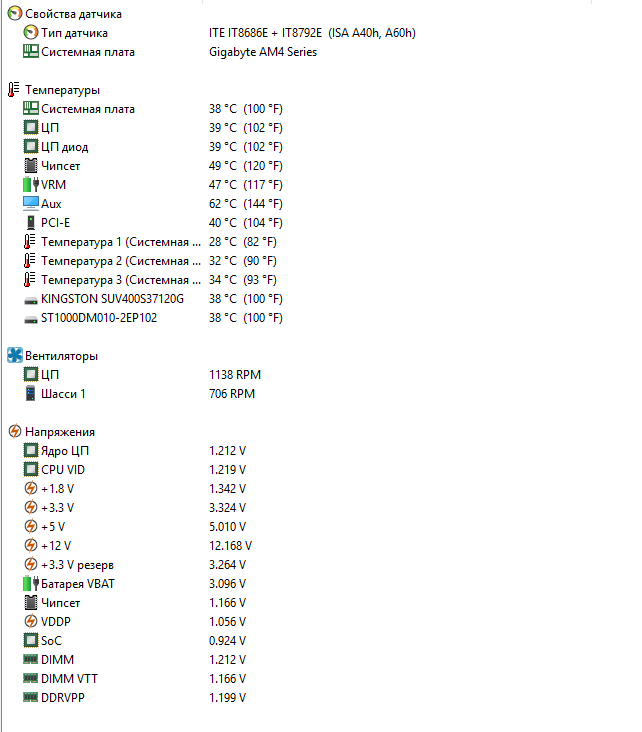 Свойства датчика
Тип датчика ITE IT8686E + IT8792E (ISA A40h, A60h)
Системная плата Gigabyte AM4 Series
Температуры
Системная плата 38 °C (100 °F)
ЦП 39 °C (102 °F)
ЦП диод 39 °C (102 °F)
Чипсет 49 °C (120 °F)
VRM 47 °C (117 °F)
Aux 62 °C (144 °F)
PCI-E 40 °C (104 °F)
Температура 1 (Системная ... 28 °C (82 °F)
Температура 2 (Системная ... 32 °C (90 °F)
Температура 3 (Системная ... 34 °C (93 °F)
KINGSTON SUV400S37120G 38 °C (100 °F)
ST1000DM010-2EP102 38 °C (100 °F)
Вентиляторы
ЦП 1138 RPM
Шасси 1 706 RPM
Напряжения
Ядро ЦП 1.212 V
CPU VID 1.219 V
+1.8 V 1.342 V
+3.3 V 3.324 V
+5 V 5.010 V
+12 V 12.168 V
+3.3 V резерв 3.264 V
Батарея VBAT 3.096 V
Чипсет 1.166 V
VDDP 1.056 V
SoC 0.924 V
DIMM 1.212 V
DIMM VTT 1.166 V
DDRVPP 1.199 V